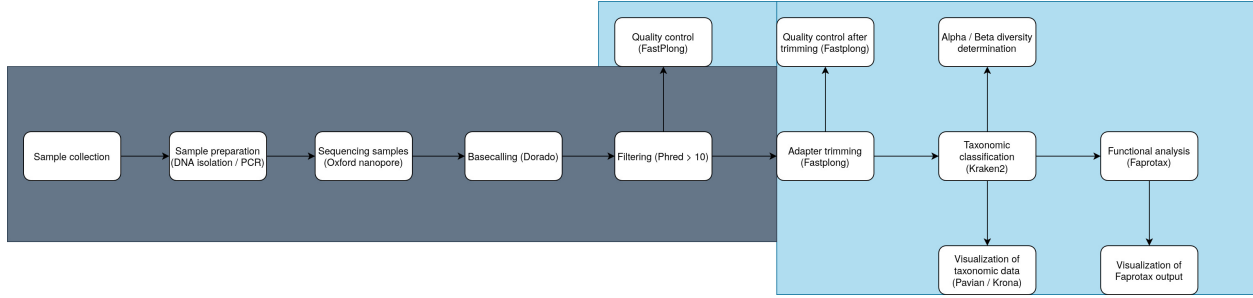 Quality control
(FastPlong)
Quality control after
trimming (Fastplong)
Alpha / Beta diversity
determination
Sample collection
Sample preparation
(DNA isolation / PCR)
Sequencing samples
(Oxford nanopore)
Basecalling (Dorado)
Filtering (Phred > 10)
Adapter trimming
(Fastplong)
Taxonomic
classification
(Kraken2)
Functional analysis
(Faprotax)
Visualization of
taxonomic data
(Pavian / Krona)
Visualization of
Faprotax output